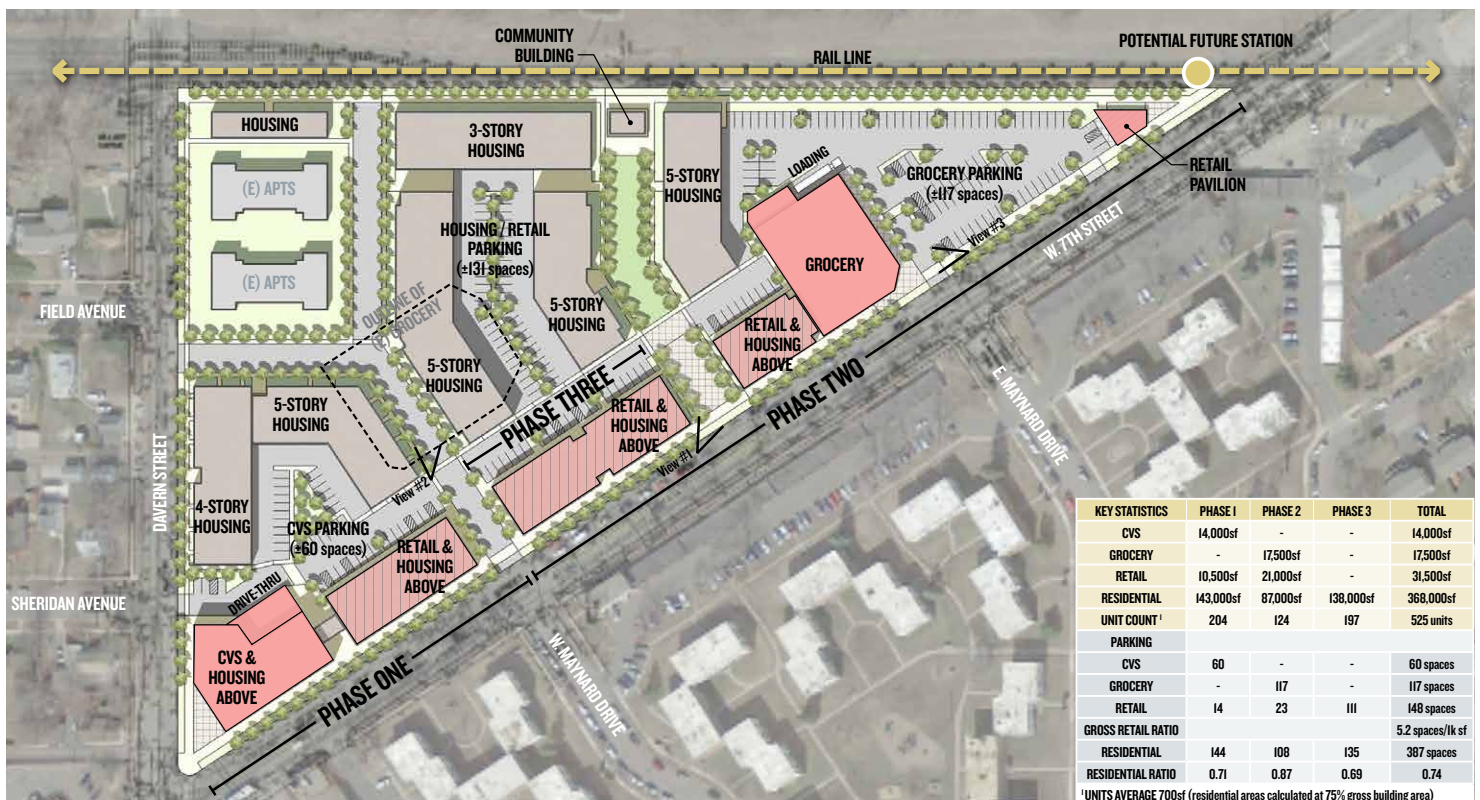 COMMUNITY
BUILDING
RAIL LINE
POTENTIAL FUTURE STATION
HOUSING
3-STORY
HOUSING
5-STORY
HOUSING
LOADING
GROCERY PARKING
(±117 spaces)
RETAIL
PAVILION
(E) APTS
(E) APTS
HOUSING / RETAIL
PARKING
(±131 spaces)
GROCERY
View #3
W. 7TH STREET
FIELD AVENUE
OUTLINE OF
GROCERY
5-STORY
HOUSING
5-STORY
HOUSING
RETAIL &
HOUSING
ABOVE
PHASE THREE
PHASE TWO
E. MAYNARD DRIVE
5-STORY
HOUSING
RETAIL &
HOUSING
ABOVE
View #1
DAVERN STREET
View #2
4-STORY
HOUSING
CVS PARKING
(±60 spaces)
RETAIL &
HOUSING
ABOVE
SHERIDAN AVENUE
DRIVE-THRU
CVS &
HOUSING
ABOVE
PHASE ONE
W. MAYNARD DRIVE
KEY STATISTICS PHASE 1 PHASE 2 PHASE 3 TOTAL
CVS 14,000sf - - 14,000sf
GROCERY - 17,500sf - 17,500sf
RETAIL 10,500sf 21,000sf - 31,500sf
RESIDENTIAL 143,000sf 87,000sf 138,000sf 368,000sf
UNIT COUNT ¹ 204 124 197 525 units
PARKING
CVS 60 - - 60 spaces
GROCERY - 117 - 117 spaces
RETAIL 14 23 111 148 spaces
GROSS RETAIL RATIO 5.2 spaces/1k sf
RESIDENTIAL 144 108 135 387 spaces
RESIDENTIAL RATIO 0.71 0.87 0.69 0.74
¹ UNITS AVERAGE 700sf (residential areas calculated at 75% gross building area)